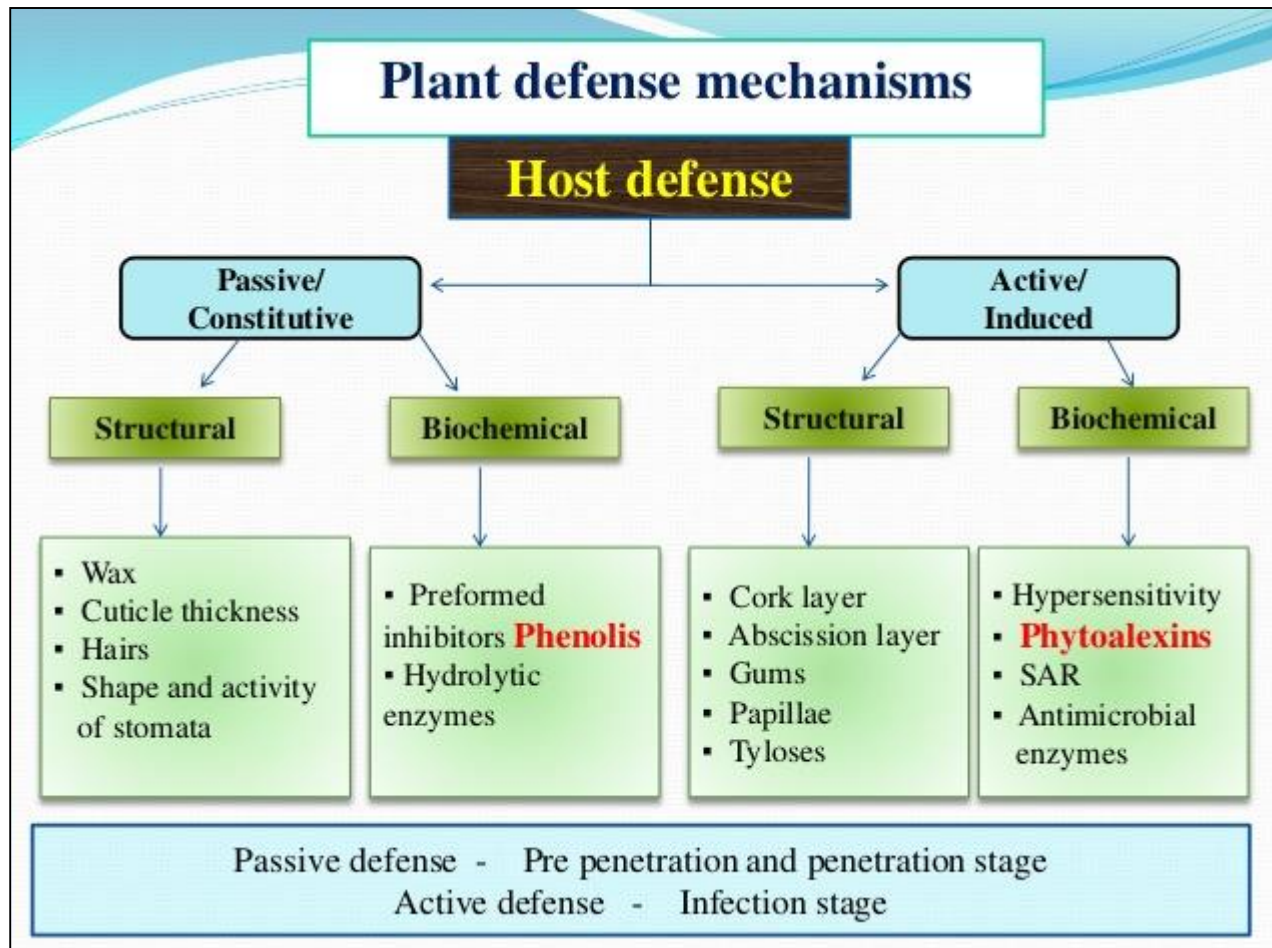 Plant defense mechanisms
Host defense
Passive/
Constitutive
Active/
Induced
Structural
Biochemical
Structural
Biochemical
▪ Wax
▪ Cuticle thickness
▪ Hairs
▪ Shape and activity
of stomata
▪ Preformed
inhibitors Phenolis
▪ Hydrolytic
enzymes
▪ Cork layer
▪ Abscission layer
▪ Gums
▪ Papillae
▪ Tyloses
▪ Hypersensitivity
▪ Phytoalexins
▪ SAR
▪ Antimicrobial
enzymes
Passive defense - Pre penetration and penetration stage
Active defense - Infection stage